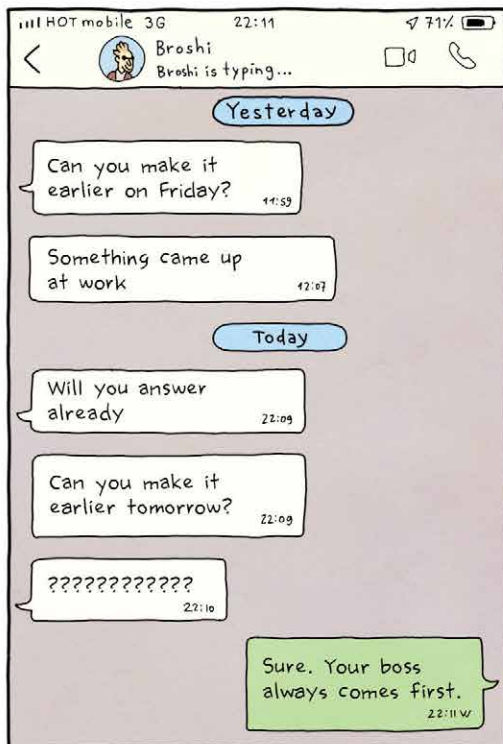 HOT mobile 3G 22:11 71%
Broshi
Broshi is typing...
Yesterday
Can you make it
earlier on Friday?
11:59
Something came up
at work
12:07
Today
Will you answer
already
22:09
Can you make it
earlier tomorrow?
22:09
????????????
22:10
Sure. Your boss
always comes first.
22:11